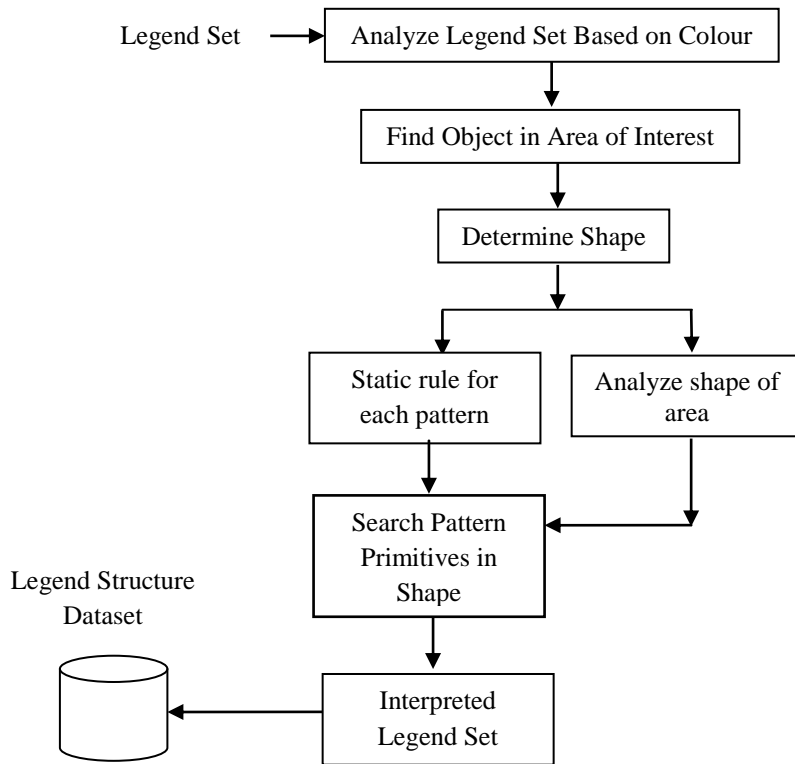 Legend Set
Analyze Legend Set Based on Colour
Find Object in Area of Interest
Determine Shape
Static rule for
each pattern
Analyze shape of
area
Search Pattern
Primitives in
Shape
Legend Structure
Dataset
Interpreted
Legend Set